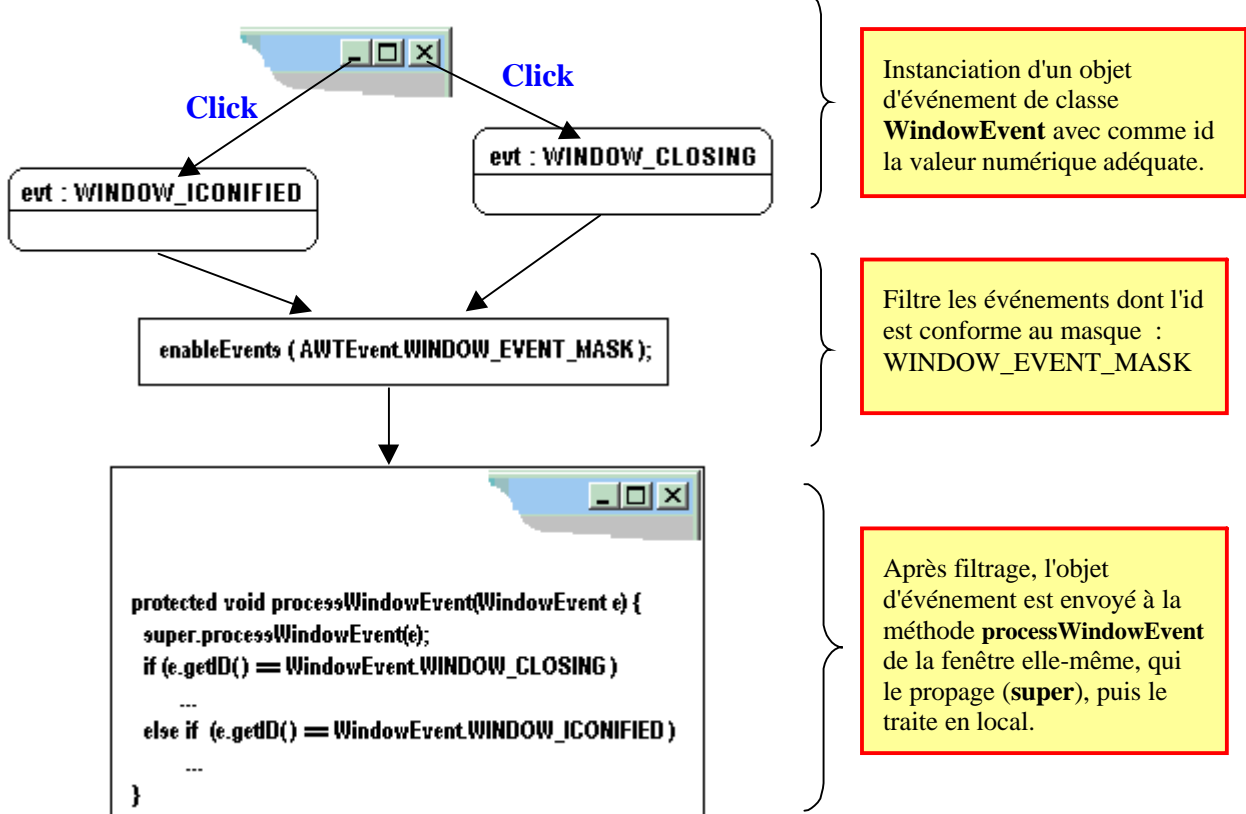 Click
Click
evt : WINDOW_CLOSING
evt : WINDOW_ICONIFIED
Instanciation d'un objet
d'événement de classe
WindowEvent avec comme id
la valeur numérique adéquate.
enableEvents ( AWTEvent.WINDOW_EVENT_MASK );
Filtre les événements dont l'id
est conforme au masque :
WINDOW_EVENT_MASK
protected void processWindowEvent(WindowEvent e) {
super.processWindowEvent(e);
if (e.getID() == WindowEvent.WINDOW_CLOSING )
...
else if (e.getID() == WindowEvent.WINDOW_ICONIFIED )
...
}
Après filtrage, l'objet
d'événement est envoyé à la
méthode processWindowEvent
de la fenêtre elle-même, qui
le propage (super), puis le
traite en local.